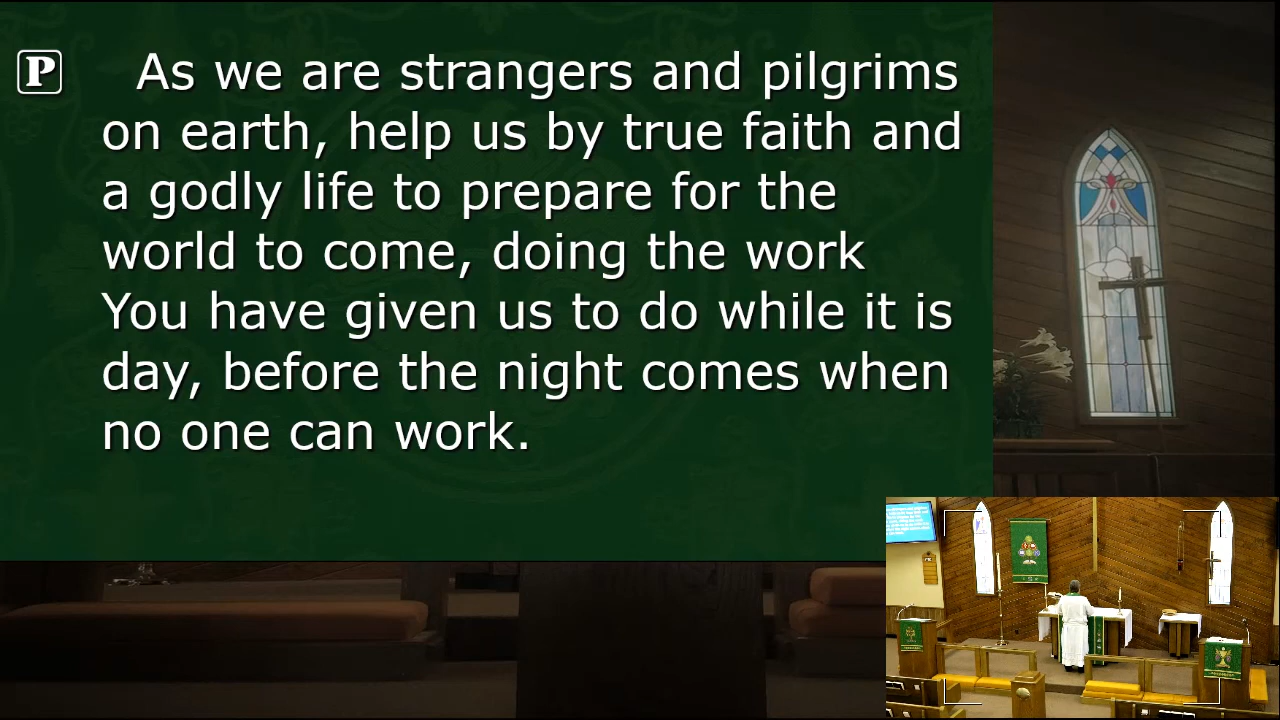 P As we are strangers and pilgrims
on earth, help us by true faith and
a godly life to prepare for the
world to come, doing the work
You have given us to do while it is
day, before the night comes when
no one can work.